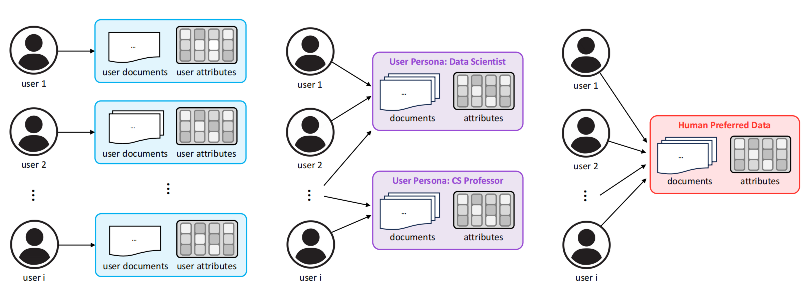 ...
user documents user attributes
user 1
...
user documents user attributes
user 2
...
user documents user attributes
user i
user 1
User Persona: Data Scientist
...
documents attributes
user 2
User Persona: CS Professor
...
documents attributes
user i
user 1
Human Preferred Data
...
documents attributes
user 2
user i